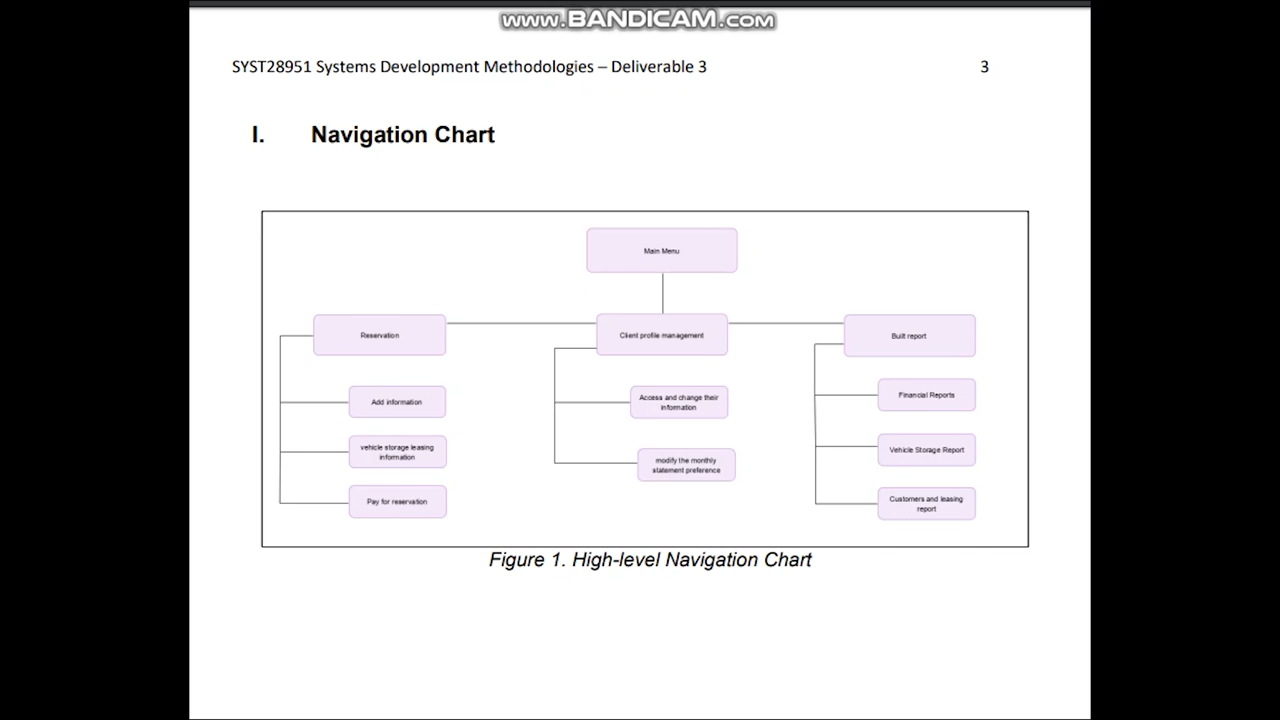 www.BANDICAM.com
SYST28951 Systems Development Methodologies – Deliverable 3
3
I. Navigation Chart
Main Menu
Reservation
Client profile management
Built report
Add information
vehicle storage leasing
information
Pay for reservation
Access and change their
information
modify the monthly
statement preference
Financial Reports
Vehicle Storage Report
Customers and leasing
report
Figure 1. High-level Navigation Chart